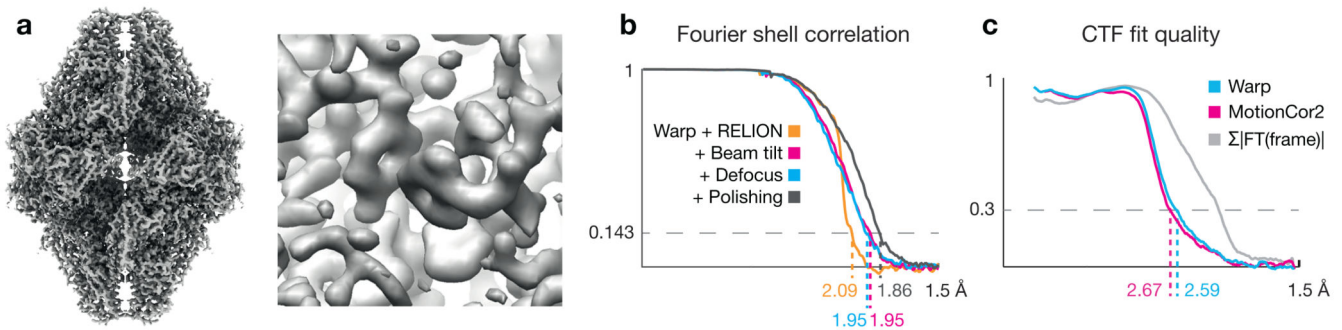 a
b
Fourier shell correlation
1
Warp + RELION
+ Beam tilt
+ Defocus
+ Polishing
0.143
2.09
1.86
1.5 Å
1.95
1.95
c
CTF fit quality
1
Warp
MotionCor2
Σ|FT(frame)|
0.3
2.67
2.59
1.5 Å